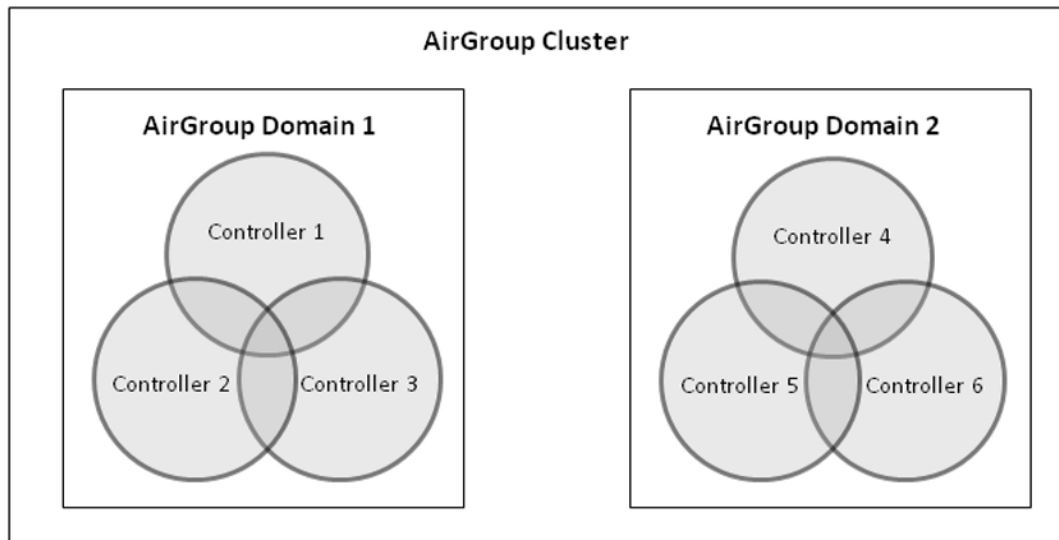 AirGroup Cluster
AirGroup Domain 1
AirGroup Domain 2
Controller 1
Controller 4
Controller 2
Controller 3
Controller 5
Controller 6